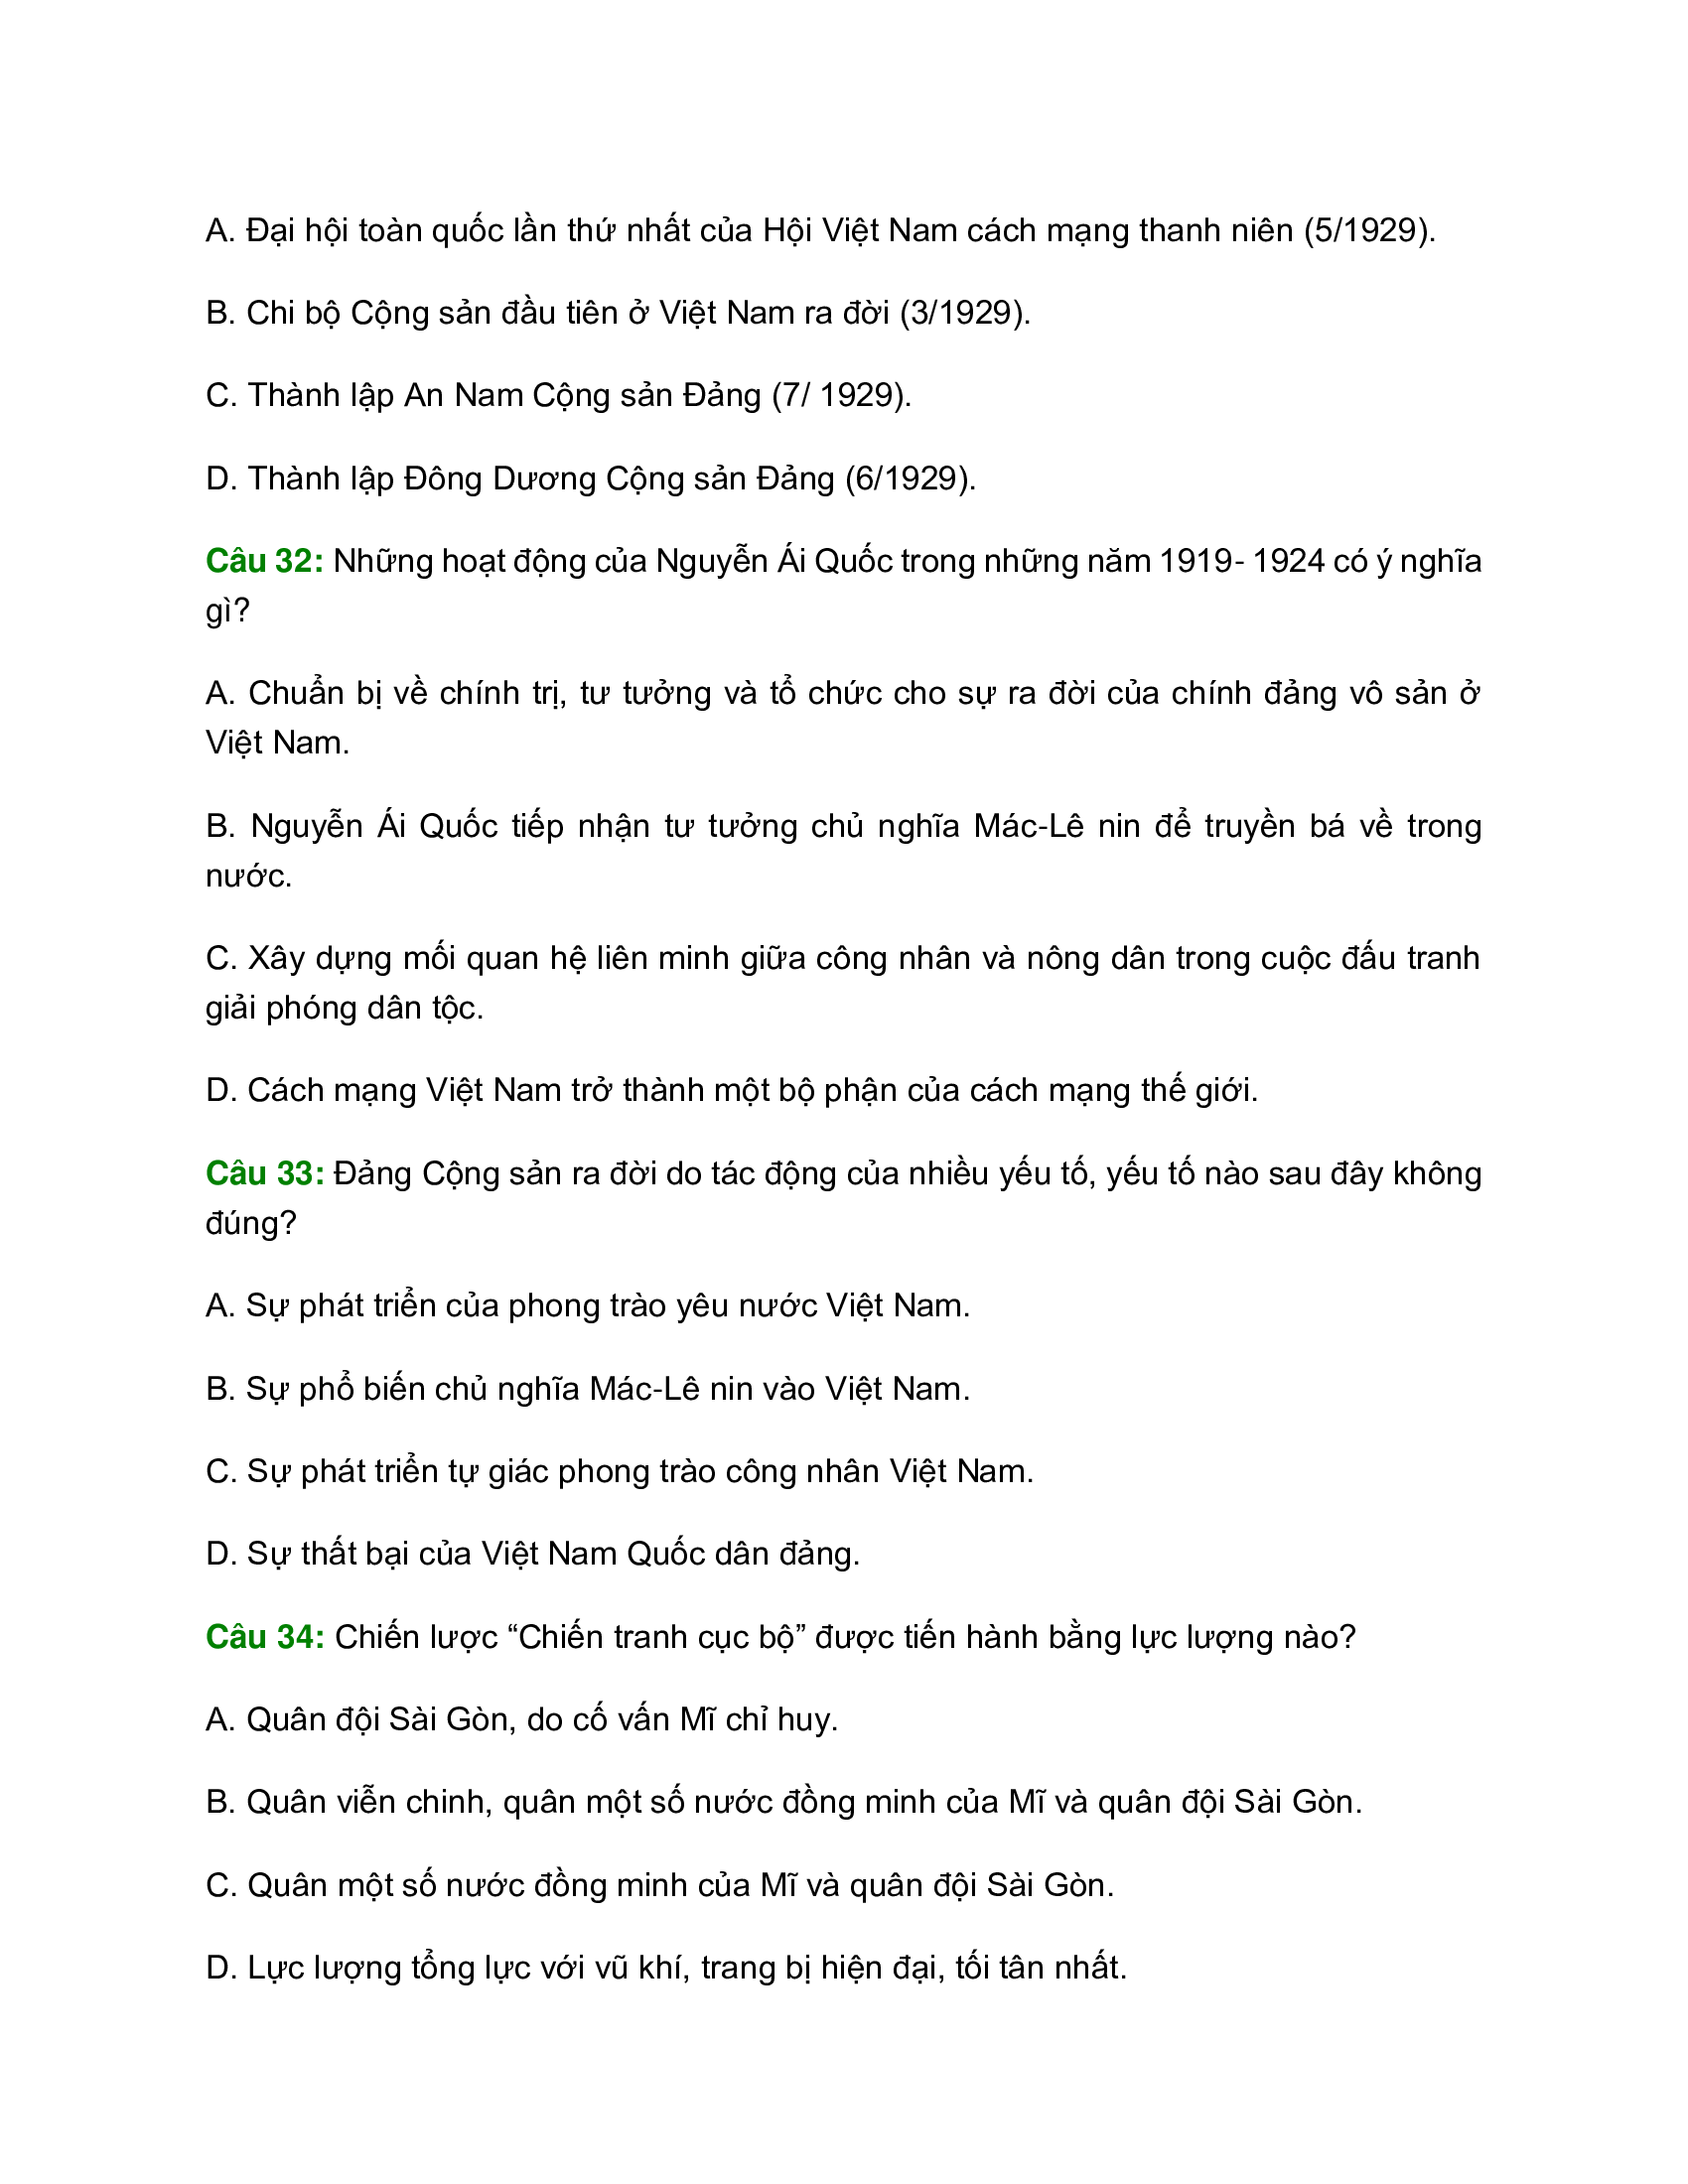 A. Đại hội toàn quốc lần thứ nhất của Hội Việt Nam cách mạng thanh niên (5/1929).
B. Chi bộ Cộng sản đầu tiên ở Việt Nam ra đời (3/1929).
C. Thành lập An Nam Cộng sản Đảng (7/ 1929).
D. Thành lập Đông Dương Cộng sản Đảng (6/1929).
Câu 32: Những hoạt động của Nguyễn Ái Quốc trong những năm 1919- 1924 có ý nghĩa
gì?
A. Chuẩn bị về chính trị, tư tưởng và tổ chức cho sự ra đời của chính đảng vô sản ở
Việt Nam.
B. Nguyễn Ái Quốc tiếp nhận tư tưởng chủ nghĩa Mác-Lê nin để truyền bá về trong
nước.
C. Xây dựng mối quan hệ liên minh giữa công nhân và nông dân trong cuộc đấu tranh
giải phóng dân tộc.
D. Cách mạng Việt Nam trở thành một bộ phận của cách mạng thế giới.
Câu 33: Đảng Cộng sản ra đời do tác động của nhiều yếu tố, yếu tố nào sau đây không
đúng?
A. Sự phát triển của phong trào yêu nước Việt Nam.
B. Sự phổ biến chủ nghĩa Mác-Lê nin vào Việt Nam.
C. Sự phát triển tự giác phong trào công nhân Việt Nam.
D. Sự thất bại của Việt Nam Quốc dân đảng.
Câu 34: Chiến lược “Chiến tranh cục bộ” được tiến hành bằng lực lượng nào?
A. Quân đội Sài Gòn, do cố vấn Mĩ chỉ huy.
B. Quân viễn chinh, quân một số nước đồng minh của Mĩ và quân đội Sài Gòn.
C. Quân một số nước đồng minh của Mĩ và quân đội Sài Gòn.
D. Lực lượng tổng lực với vũ khí, trang bị hiện đại, tối tân nhất.